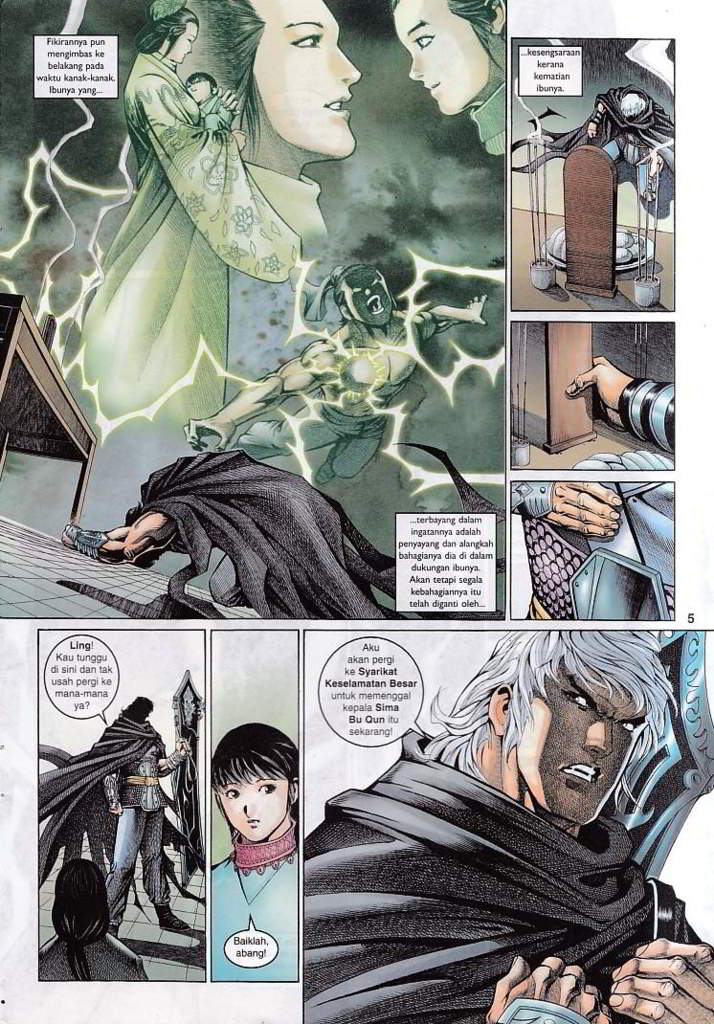 Fikirannya pun
mengimbas ke
belakang pada
waktu kanak-kanak.
Ibunya yang...
...terbayang dalam
ingatannya adalah
penyayang dan alangkah
bahagianya dia di dalam
dukungan ibunya.
Akan tetapi segala
kebahagiannya itu
telah diganti oleh...
...kesengsaraan
kerana
kematian
ibunya.
5
Ling!
Kau tunggu
di sini dan tak
usah pergi ke
mana-mana
ya?
Baiklah,
abang!
Aku
akan pergi
ke Syarikat
Keselamatan Besar
untuk memenggal
kepala Sima
Bu Qun itu
sekarang!